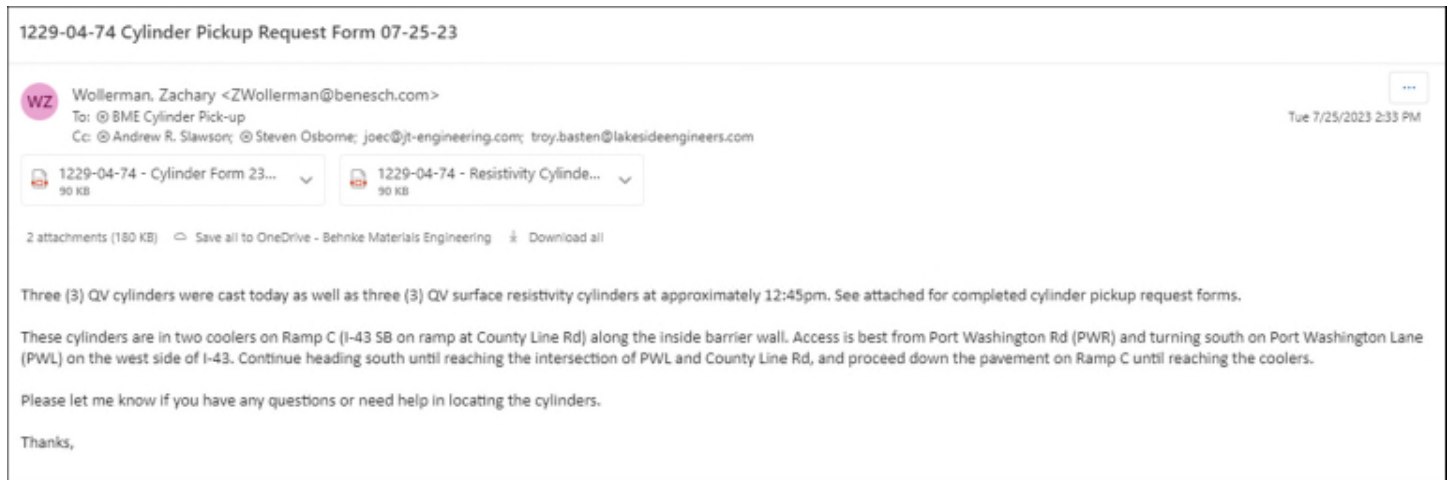 1229-04-74 Cylinder Pickup Request Form 07-25-23
WZ
Wollerman, Zachary <ZWollerman@benesch.com>
To: BME Cylinder Pick-up
Cc: Andrew R. Slawson; Steven Osborne; joec@jt-engineering.com; troy.basten@lakesideengineers.com
...
Tue 7/25/2023 2:33 PM
1229-04-74 - Cylinder Form 23...
90 KB
1229-04-74 - Resistivity Cylinde...
90 KB
2 attachments (180 KB) Save all to OneDrive - Behnke Materials Engineering Download all
Three (3) QV cylinders were cast today as well as three (3) QV surface resistivity cylinders at approximately 12:45pm. See attached for completed cylinder pickup request forms.
These cylinders are in two coolers on Ramp C (I-43 SB on ramp at County Line Rd) along the inside barrier wall. Access is best from Port Washington Rd (PWR) and turning south on Port Washington Lane
(PWL) on the west side of I-43. Continue heading south until reaching the intersection of PWL and County Line Rd, and proceed down the pavement on Ramp C until reaching the coolers.
Please let me know if you have any questions or need help in locating the cylinders.
Thanks,